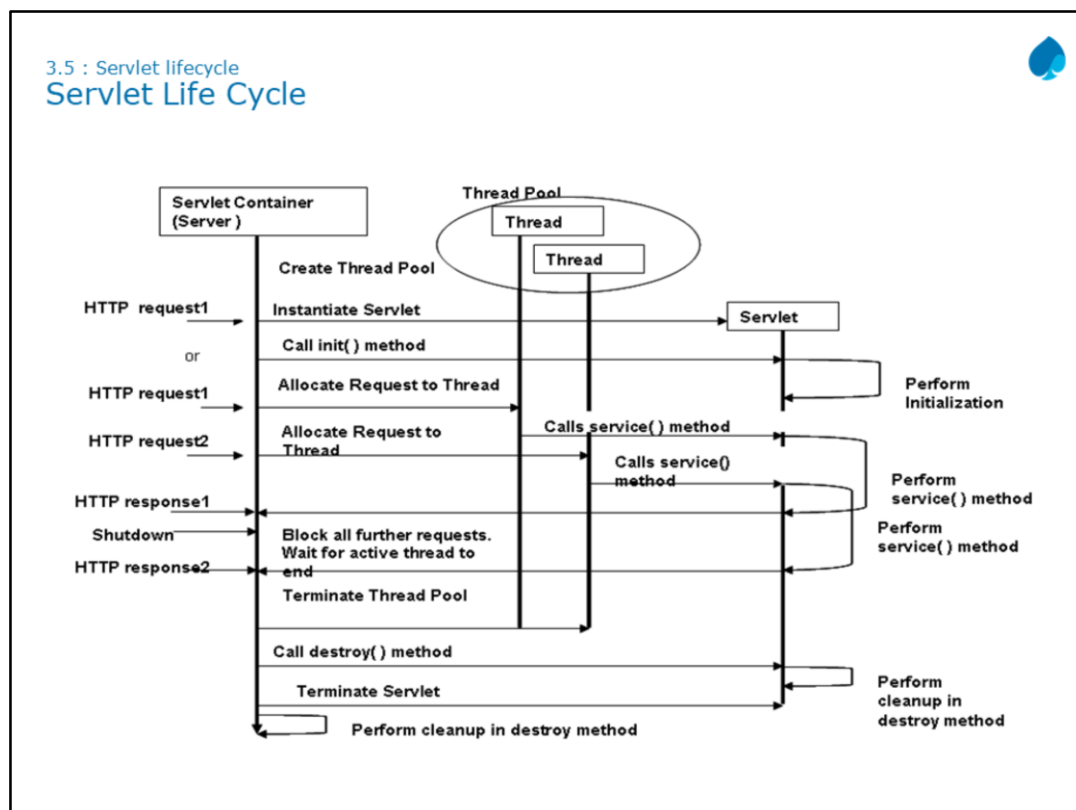 3.5 : Servlet lifecycle
Servlet Life Cycle
Servlet Container
(Server )
Thread Pool
Thread
Thread
Create Thread Pool
HTTP request1
Instantiate Servlet
Servlet
or
Call init( ) method
Perform
Initialization
HTTP request1
Allocate Request to Thread
HTTP request2
Allocate Request to
Thread
Calls service( ) method
Calls service()
method
Perform
service( ) method
HTTP response1
Perform
service( ) method
Shutdown
Block all further requests.
Wait for active thread to
end
HTTP response2
Terminate Thread Pool
Call destroy( ) method
Perform
cleanup in
destroy method
Terminate Servlet
Perform cleanup in destroy method